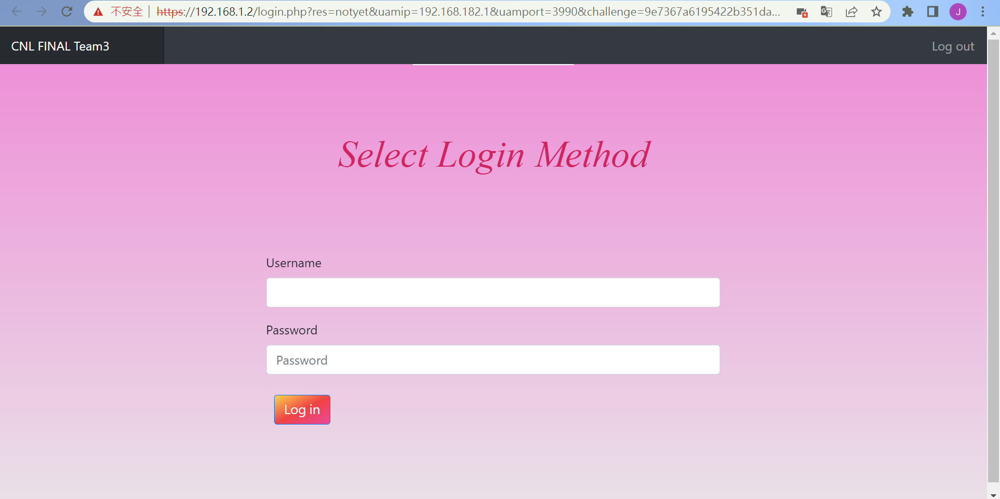 不安全 https://192.168.1.2/login.php?res=notyet&uamip=192.168.182.1&uamport=3990&challenge=9e7367a6195422b351da... J
CNL FINAL Team3 Log out
Select Login Method
Username
Password
Password
Log in